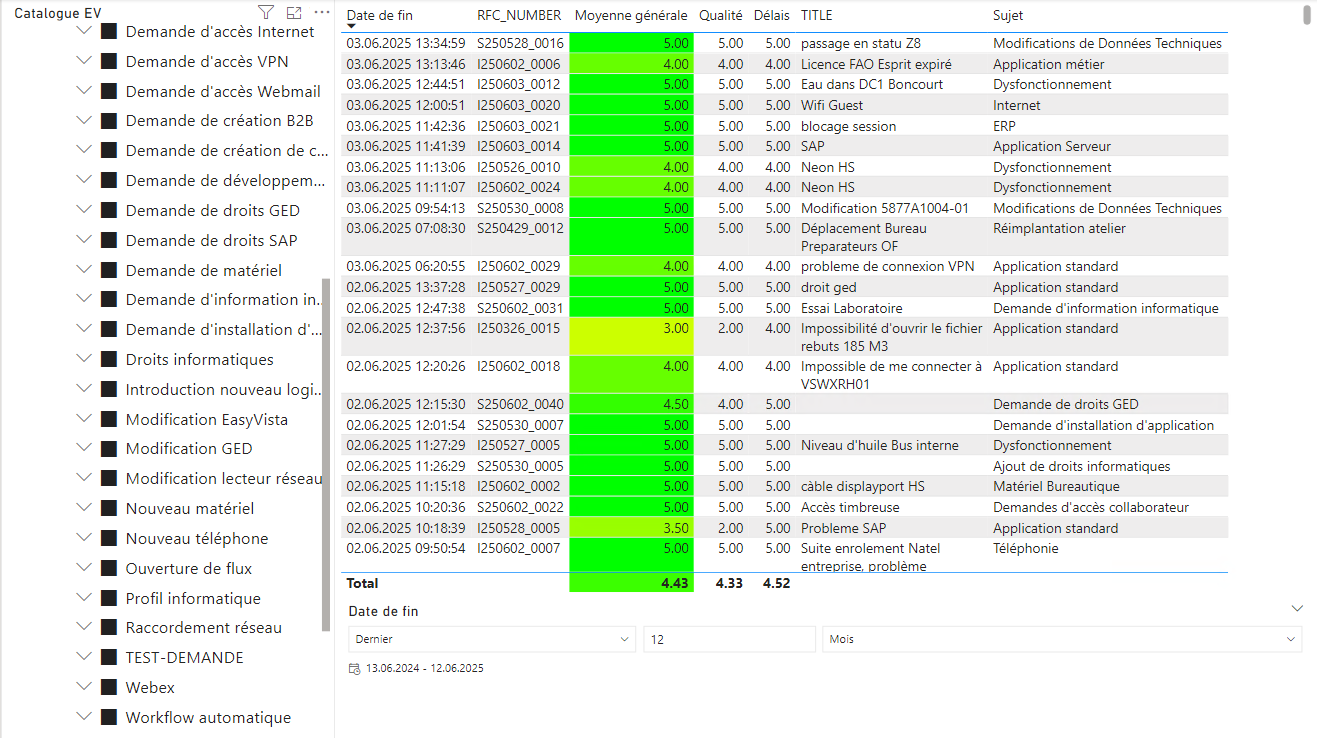 Catalogue EV
Demande d'accès Internet
Demande d'accès VPN
Demande d'accès Webmail
Demande de création B2B
Demande de création de c...
Demande de développem...
Demande de droits GED
Demande de droits SAP
Demande de matériel
Demande d'information in...
Demande d'installation d'...
Droits informatiques
Introduction nouveau logi...
Modification EasyVista
Modification GED
Modification lecteur réseau
Nouveau matériel
Nouveau téléphone
Ouverture de flux
Profil informatique
Raccordement réseau
TEST-DEMANDE
Webex
Workflow automatique
Date de fin RFC_NUMBER Moyenne générale Qualité Délais TITLE Sujet
03.06.2025 13:34:59 S250528_0016 5.00 5.00 5.00 passage en statu Z8 Modifications de Données Techniques
03.06.2025 13:13:46 I250602_0006 4.00 4.00 4.00 Licence FAO Esprit expiré Application métier
03.06.2025 12:44:51 I250603_0012 5.00 5.00 5.00 Eau dans DC1 Boncourt Dysfonctionnement
03.06.2025 12:00:51 I250603_0020 5.00 5.00 5.00 Wifi Guest Internet
03.06.2025 11:42:36 I250603_0021 5.00 5.00 5.00 blocage session ERP
03.06.2025 11:41:39 I250603_0014 5.00 5.00 5.00 SAP Application Serveur
03.06.2025 11:13:06 I250526_0010 4.00 4.00 4.00 Neon HS Dysfonctionnement
03.06.2025 11:11:07 I250602_0024 4.00 4.00 4.00 Neon HS Dysfonctionnement
03.06.2025 09:54:13 S250530_0008 5.00 5.00 5.00 Modification 5877A1004-01 Modifications de Données Techniques
03.06.2025 07:08:30 S250429_0012 5.00 5.00 5.00 Déplacement Bureau Réimplantation atelier
Preparateurs OF
03.06.2025 06:20:55 I250602_0029 4.00 4.00 4.00 probleme de connexion VPN Application standard
02.06.2025 13:37:28 I250527_0029 5.00 5.00 5.00 droit ged Application standard
02.06.2025 12:47:38 S250602_0031 5.00 5.00 5.00 Essai Laboratoire Demande d'information informatique
02.06.2025 12:37:56 I250326_0015 3.00 2.00 4.00 Impossibilité d'ouvrir le fichier Application standard
rebuts 185 M3
02.06.2025 12:20:26 I250602_0018 4.00 4.00 4.00 Impossible de me connecter à Application standard
VSWXRH01
02.06.2025 12:15:30 S250602_0040 4.50 4.00 5.00 Demande de droits GED
02.06.2025 12:01:54 S250530_0007 5.00 5.00 5.00 Demande d'installation d'application
02.06.2025 11:27:29 I250527_0005 5.00 5.00 5.00 Niveau d'huile Bus interne Dysfonctionnement
02.06.2025 11:26:29 S250530_0005 5.00 5.00 5.00 Ajout de droits informatiques
02.06.2025 11:15:18 I250602_0002 5.00 5.00 5.00 càble displayport HS Matériel Bureautique
02.06.2025 10:20:36 S250602_0022 5.00 5.00 5.00 Accès timbreuse Demandes d'accès collaborateur
02.06.2025 10:18:39 I250528_0005 3.50 2.00 5.00 Probleme SAP Application standard
02.06.2025 09:50:54 I250602_0007 5.00 5.00 5.00 Suite enrolement Natel Téléphonie
entreprise, problème
Total 4.43 4.33 4.52
Date de fin
Dernier 12 Mois
13.06.2024 - 12.06.2025